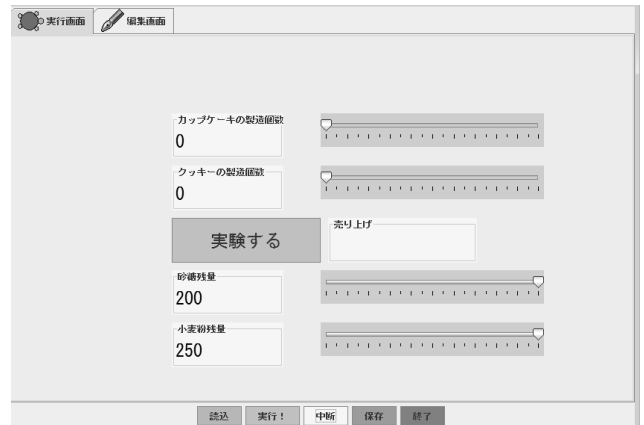 実行画面
編集画面
カップケーキの製造個数
0
クッキーの製造個数
0
実験する
売り上げ
砂糖残量
200
小麦粉残量
250
読込
実行!
中断
保存
終了